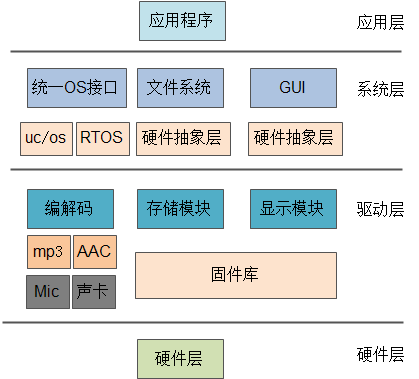 应用程序 应用层
统一OS接口 文件系统 GUI 系统层
uc/os RTOS 硬件抽象层 硬件抽象层
编解码 存储模块 显示模块 驱动层
mp3 AAC 固件库
Mic 声卡
硬件层 硬件层